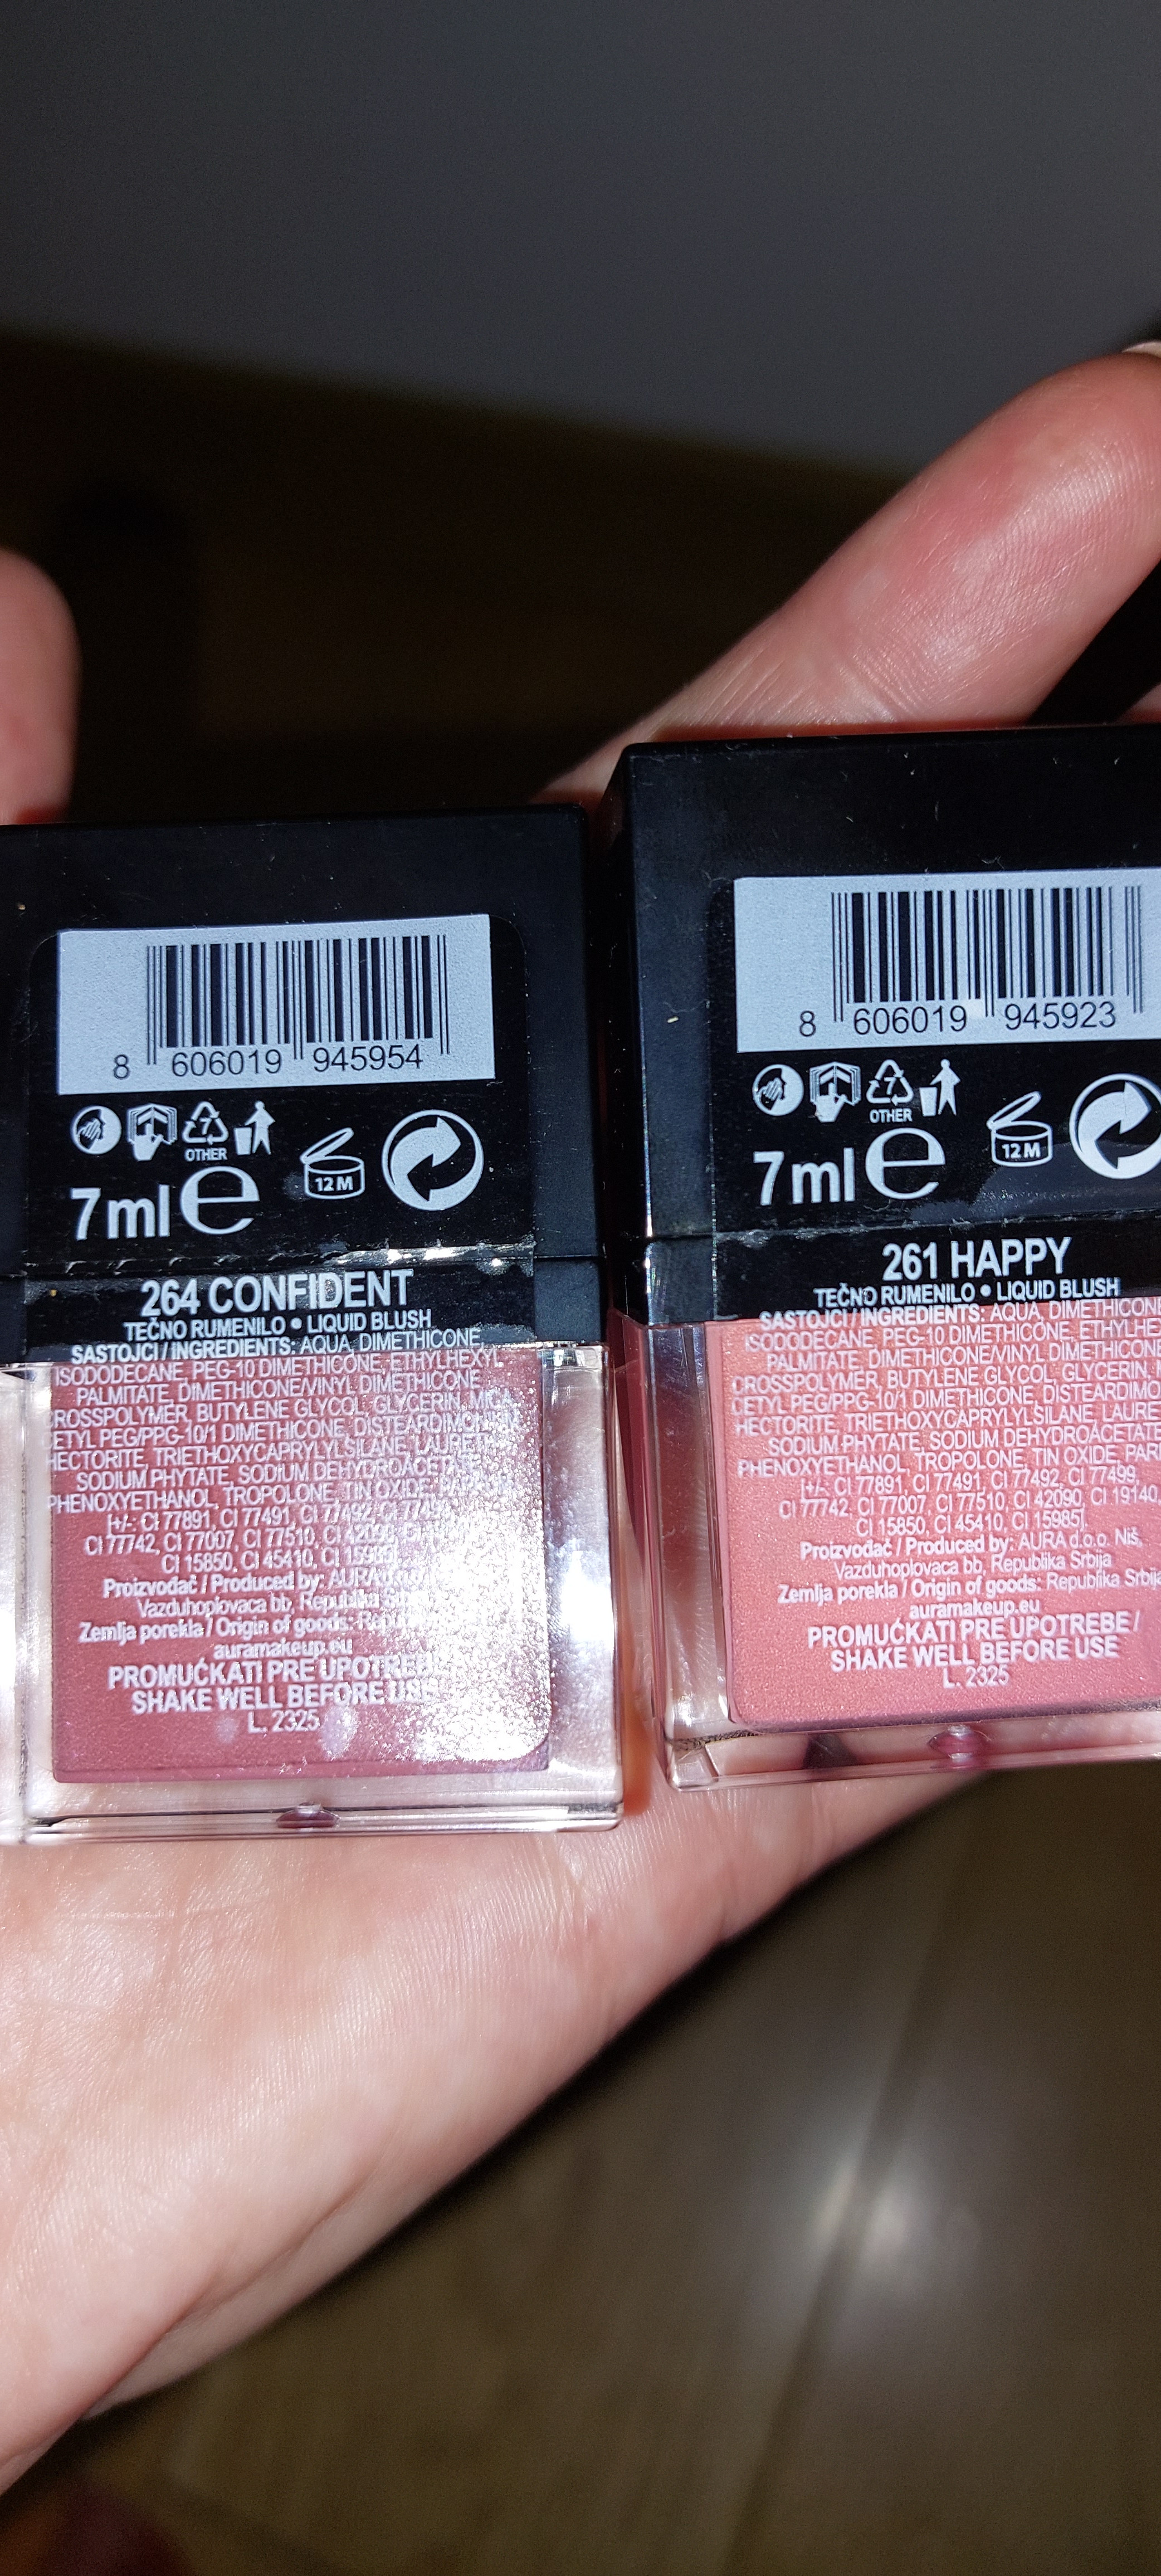 8 606019 945954
OTHER
12 M
7 ml e
264 CONFIDENT
TEČNO RUMENILO • LIQUID BLUSH
SASTOJCI / INGREDIENTS: AQUA, DIMETHICONE,
ISODODECANE, PEG-10 DIMETHICONE, ETHYLHEXYL
PALMITATE, DIMETHICONE/VINYL DIMETHICONE
CROSSPOLYMER, BUTYLENE GLYCOL, GLYCERIN,
CETYL PEG/PPG-10/1 DIMETHICONE,
HECTORITE, TRIETHOXYCAPRYLYLSILANE,
SODIUM PHYTATE, SODIUM DEHYDROACETATE,
PHENOXYETHANOL, TROPOLONE, TIN OXIDE,
[+/- CI 77891, CI 77491, CI 77492,
CI 77742, CI 77007, CI 77510, CI 42090,
CI 15850, CI 45410, CI 15985].
Proizvođač / Produced by: AURA
Vazduhoplovaca bb, Republika
Zemlja porekla / Origin of goods:
auramakeup.eu
PROMUĆKATI PRE UPOTREBE
SHAKE WELL BEFORE USE
L. 2325
8 606019 945923
7
OTHER
12 M
7 ml e
261 HAPPY
TEČNO RUMENILO • LIQUID BLUSH
SASTOJCI / INGREDIENTS: AQUA, DIMETHICONE
ISODODECANE, PEG-10 DIMETHICONE,
PALMITATE, DIMETHICONE/VINYL DIMETHICONE
CROSSPOLYMER, BUTYLENE GLYCOL, GLYCERIN,
CETYL PEG/PPG-10/1 DIMETHICONE,
HECTORITE, TRIETHOXYCAPRYLYLSILANE,
SODIUM PHYTATE, SODIUM DEHYDROACETATE
PHENOXYETHANOL, TROPOLONE, TIN OXIDE,
[+/- CI 77891, CI 77491, CI 77492, CI 77499,
CI 77742, CI 77007, CI 77510, CI 42090, CI 19140,
CI 15850, CI 45410, CI 15985].
Proizvođač / Produced by: AURA d.o.o. Niš,
Vazduhoplovaca bb, Republika Srbija
Zemlja porekla / Origin of goods: Republika Srbija
auramakeup.eu
PROMUĆKATI PRE UPOTREBE /
SHAKE WELL BEFORE USE
L. 2325